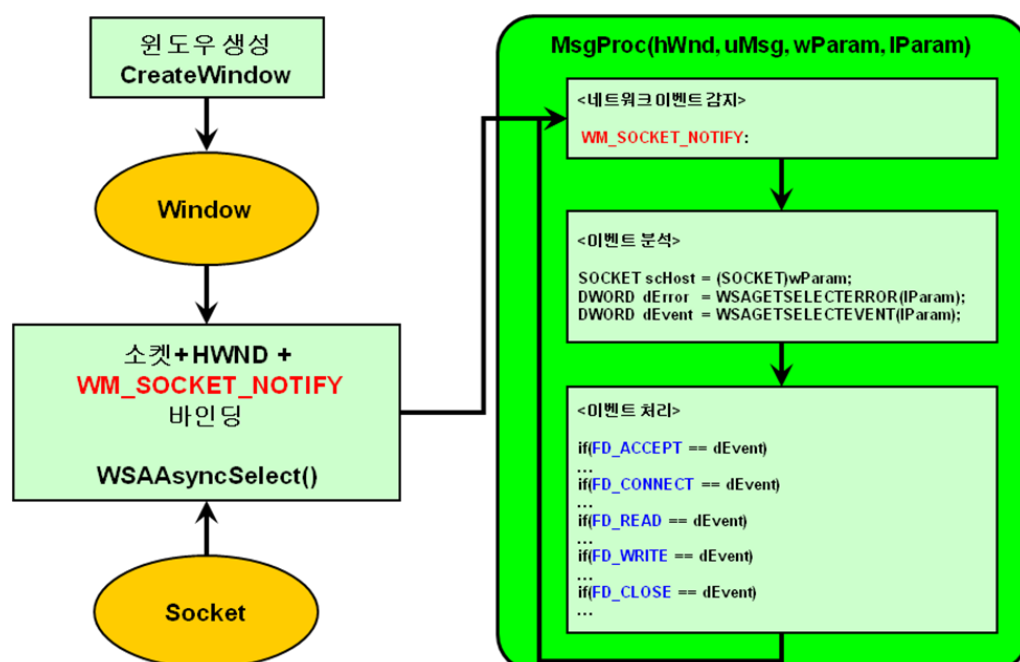 윈도우 생성
CreateWindow
Window
소켓+HWND +
WM_SOCKET_NOTIFY
바인딩
WSAAsyncSelect()
Socket
MsgProc(hWnd, uMsg, wParam, lParam)
<네트워크 이벤트 감지>
WM_SOCKET_NOTIFY:
<이벤트 분석>
SOCKET scHost = (SOCKET)wParam;
DWORD dError = WSAGETSELECTERROR(lParam);
DWORD dEvent = WSAGETSELECTEVENT(lParam);
<이벤트 처리>
if(FD_ACCEPT == dEvent)
...
if(FD_CONNECT == dEvent)
...
if(FD_READ == dEvent)
...
if(FD_WRITE == dEvent)
...
if(FD_CLOSE == dEvent)
...